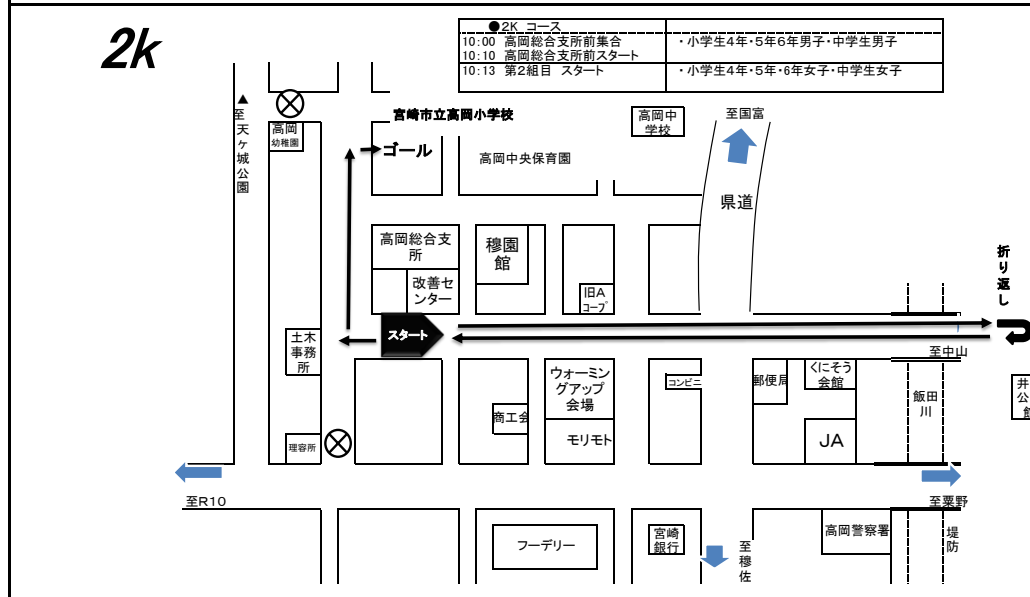 2k
●2K コース
10:00 高岡総合支所前集合
・小学生4年・5年6年男子・中学生男子
10:10 高岡総合支所前スタート
10:13 第2組目 スタート
・小学生4年・5年・6年女子・中学生女子
▲
至天ヶ城公園
高岡
幼稚園
宮崎市立高岡小学校
ゴール
高岡中央保育園
高岡中
学校
至国富
県道
高岡総合支
所
改善セ
ンター
穆園
館
旧A
コープ
折り返し
スタート
土木
事務
所
至中山
ウォーミン
グアップ
会場
コンビニ
郵便局
くにそう
会館
飯田
川
井
公
館
商工会
モリモト
JA
理容所
至R10
至粟野
フーデリー
宮崎
銀行
至穆佐
高岡警察署
堤防